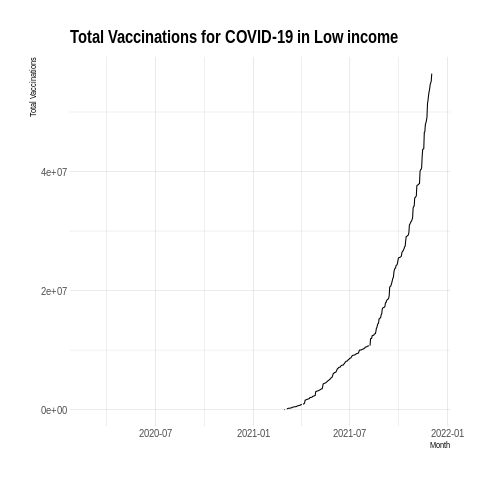 Total Vaccinations for COVID-19 in Low income
Total Vaccinations
4e+07
2e+07
0e+00
2020-07 2021-01 2021-07 2022-01
Month